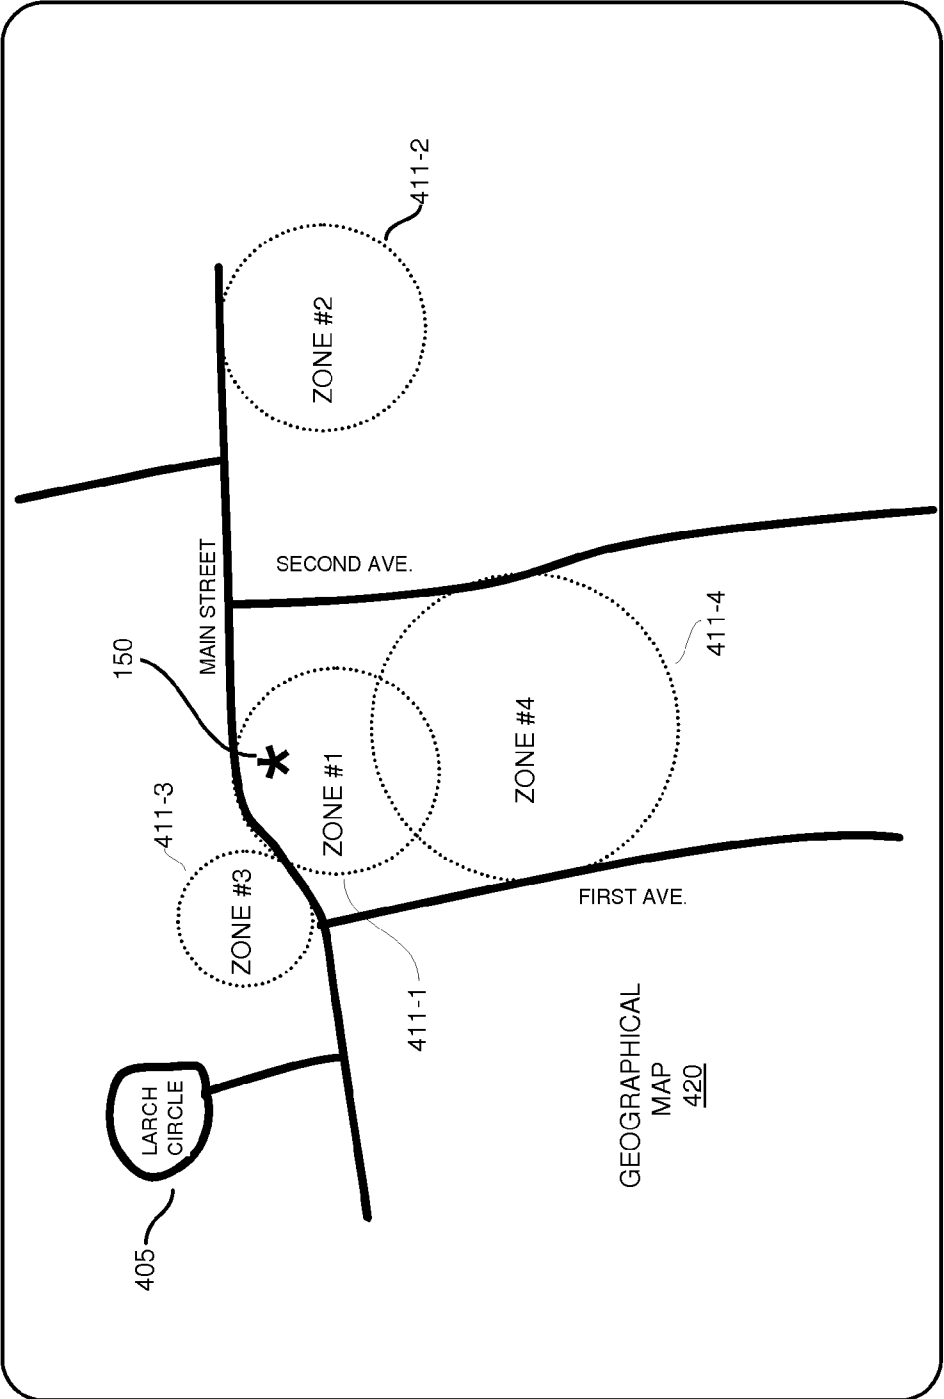 405
LARCH
CIRCLE
411-3
ZONE #3
150
MAIN STREET
ZONE #1
411-1
SECOND AVE.
ZONE #2
411-2
ZONE #4
411-4
FIRST AVE.
GEOGRAPHICAL
MAP
420